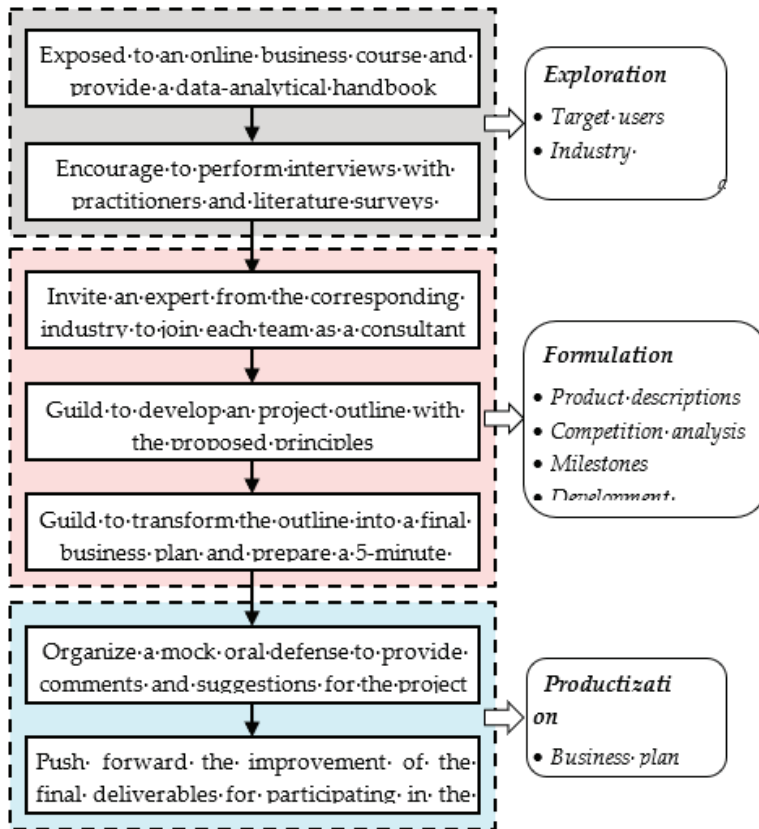 Exposed to an online business course and
provide a data-analytical handbook
Encourage to perform interviews with
practitioners and literature surveys
Exploration
• Target users
• Industry
Invite an expert from the corresponding
industry to join each team as a consultant
Guild to develop an project outline with
the proposed principles
Guild to transform the outline into a final
business plan and prepare a 5-minute
Formulation
• Product descriptions
• Competition analysis
• Milestones
• Development
Organize a mock oral defense to provide
comments and suggestions for the project
Push forward the improvement of the
final deliverables for participating in the
Productizati
on
• Business plan